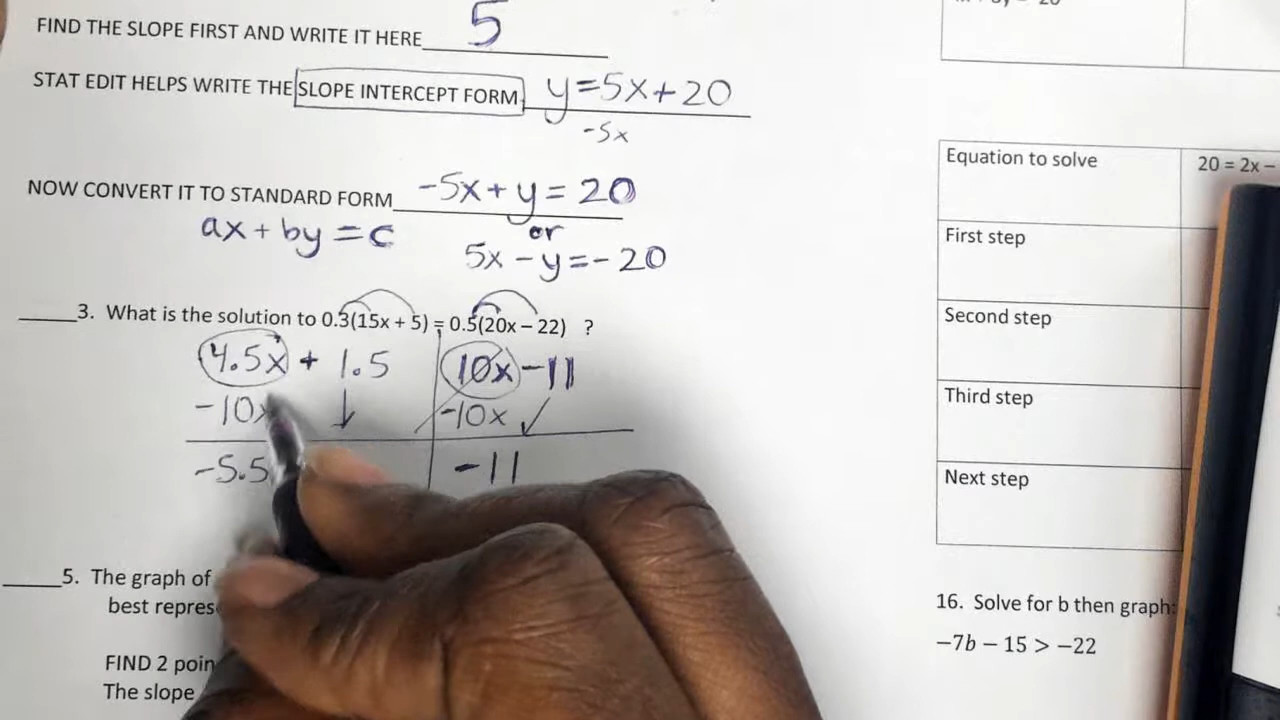 FIND THE SLOPE FIRST AND WRITE IT HERE 5
STAT EDIT HELPS WRITE THE SLOPE INTERCEPT FORM y=5x+20
-5x
NOW CONVERT IT TO STANDARD FORM -5x+y=20
ax+by=c
or
5x-y=-20
3. What is the solution to 0.3(15x + 5) = 0.5(20x – 22) ?
4.5x + 1.5 10x-11
-10x ↓ -10x ✓
-5.5 -11
5. The graph of
best repres
FIND 2 poin
The slope
Equation to solve 20 = 2x –
First step
Second step
Third step
Next step
16. Solve for b then graph:
−7b − 15 > −22